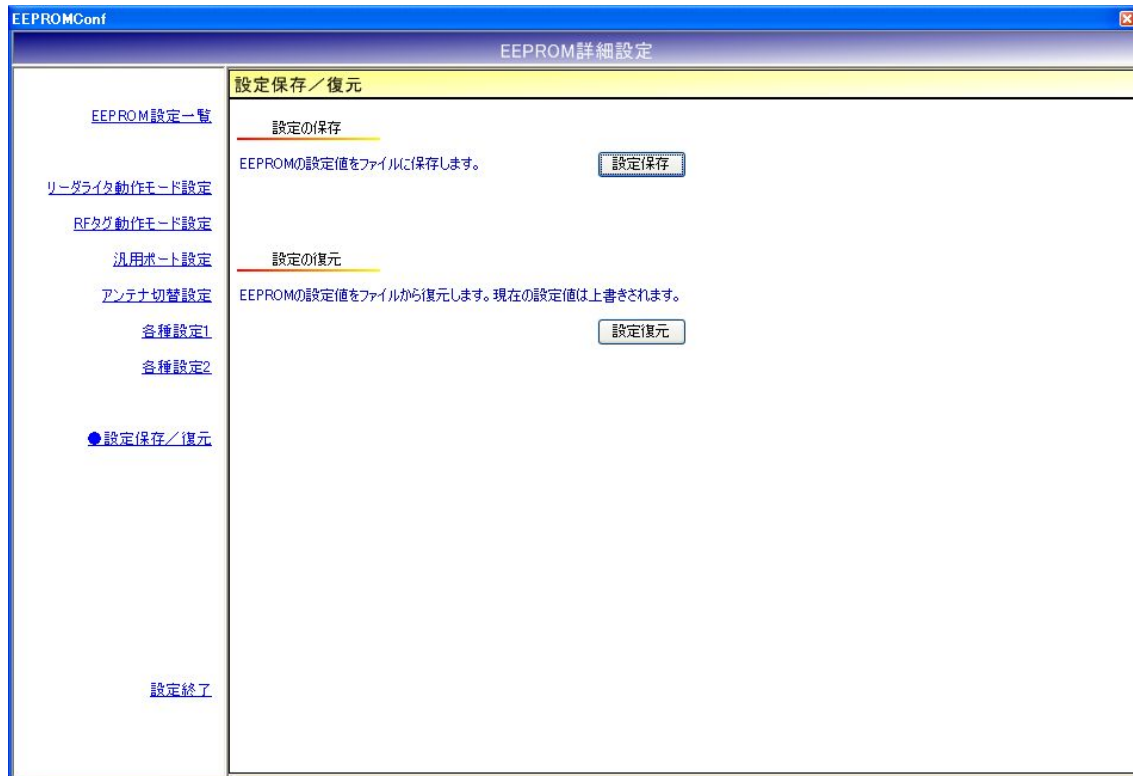 EEPROMConf
EEPROM詳細設定
EEPROM設定一覧
リーダライタ動作モード設定
RFタグ動作モード設定
汎用ポート設定
アンテナ切替設定
各種設定1
各種設定2
●設定保存／復元
設定終了
設定保存／復元
設定の保存
EEPROMの設定値をファイルに保存します。
設定保存
設定の復元
EEPROMの設定値をファイルから復元します。現在の設定値は上書きされます。
設定復元